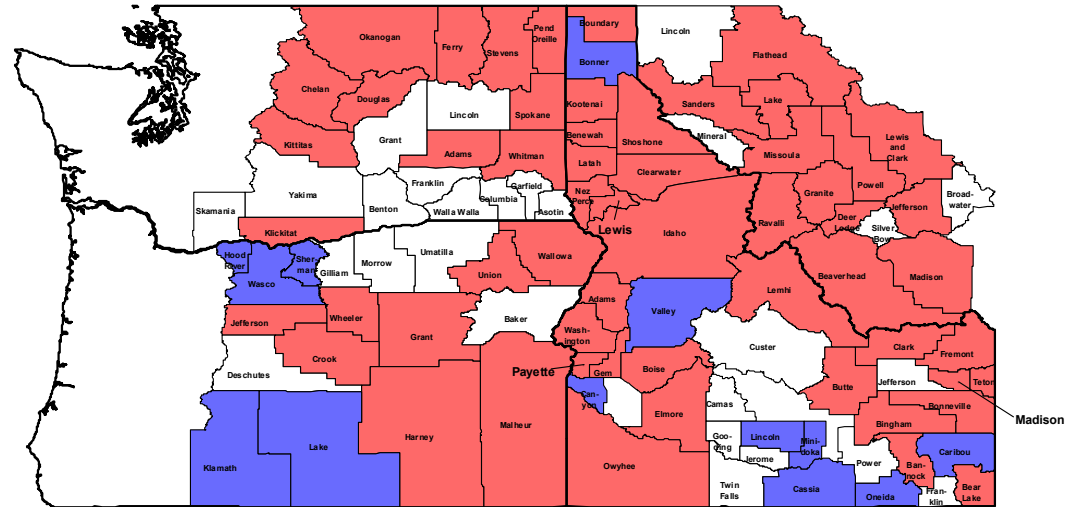 Okanogan
Ferry
Stevens
Pend
Oreille
Boundary
Bonner
Lincoln
Flathead
Chelan
Douglas
Lincoln
Spokane
Kootenai
Sanders
Lake
Lewis
and
Clark
Kittitas
Grant
Adams
Whitman
Benewah
Shoshone
Mineral
Missoula
Latah
Clearwater
Yakima
Franklin
Garfield
Columbia
Asotin
Walla Walla
Benton
Skamania
Nez
Perce
Lewis
Idaho
Ravalli
Granite
Powell
Deer
Lodge
Jefferson
Silver
Bow
Broad-
water
Klickitat
Hood
River
Wasco
Sher-
man
Gilliam
Morrow
Umatilla
Union
Wallowa
Beaverhead
Madison
Jefferson
Wheeler
Grant
Baker
Adams
Valley
Lemhi
Wash-
ington
Crook
Deschutes
Payette
Gem
Boise
Custer
Clark
Fremont
Butte
Jefferson
Teton
Madison
Can-
yon
Elmore
Camas
Bonneville
Bingham
Klamath
Lake
Harney
Malheur
Owyhee
Goo-
ding
Lincoln
Mini-
doka
Jerome
Power
Ban-
nock
Caribou
Twin
Falls
Cassia
Oneida
Fran-
klin
Bear
Lake